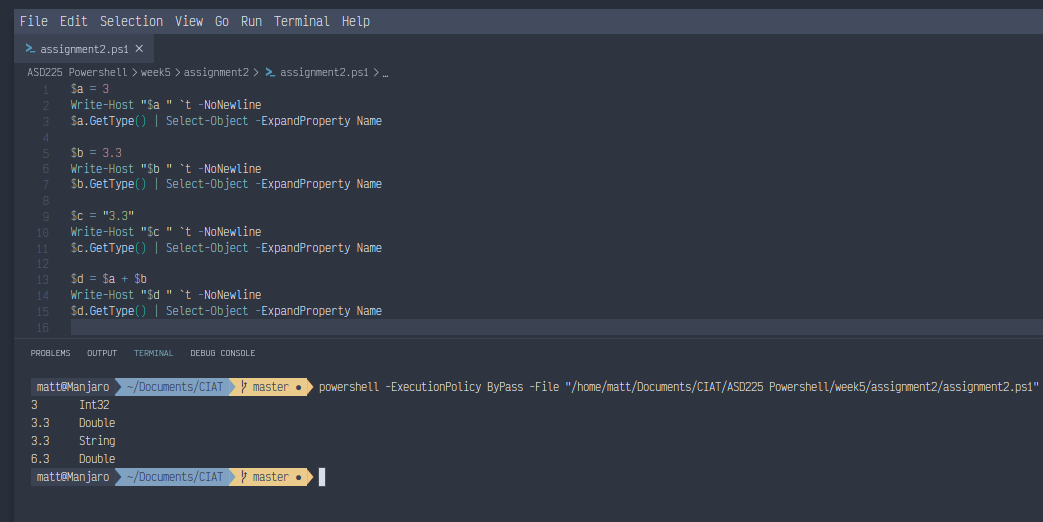 File Edit Selection View Go Run Terminal Help
assignment2.ps1 ×
ASD225 Powershell > week5 > assignment2 > assignment2.ps1 > …
1 $a = 3
2 Write-Host "$a " `t -NoNewline
3 $a.GetType() | Select-Object -ExpandProperty Name
4
5 $b = 3.3
6 Write-Host "$b " `t -NoNewline
7 $b.GetType() | Select-Object -ExpandProperty Name
8
9 $c = "3.3"
10 Write-Host "$c " `t -NoNewline
11 $c.GetType() | Select-Object -ExpandProperty Name
12
13 $d = $a + $b
14 Write-Host "$d " `t -NoNewline
15 $d.GetType() | Select-Object -ExpandProperty Name
16
PROBLEMS OUTPUT TERMINAL DEBUG CONSOLE
matt@Manjaro ~/Documents/CIAT master ● powershell -ExecutionPolicy ByPass -File "/home/matt/Documents/CIAT/ASD225 Powershell/week5/assignment2/assignment2.ps1"
3 Int32
3.3 Double
3.3 String
6.3 Double
matt@Manjaro ~/Documents/CIAT master ●